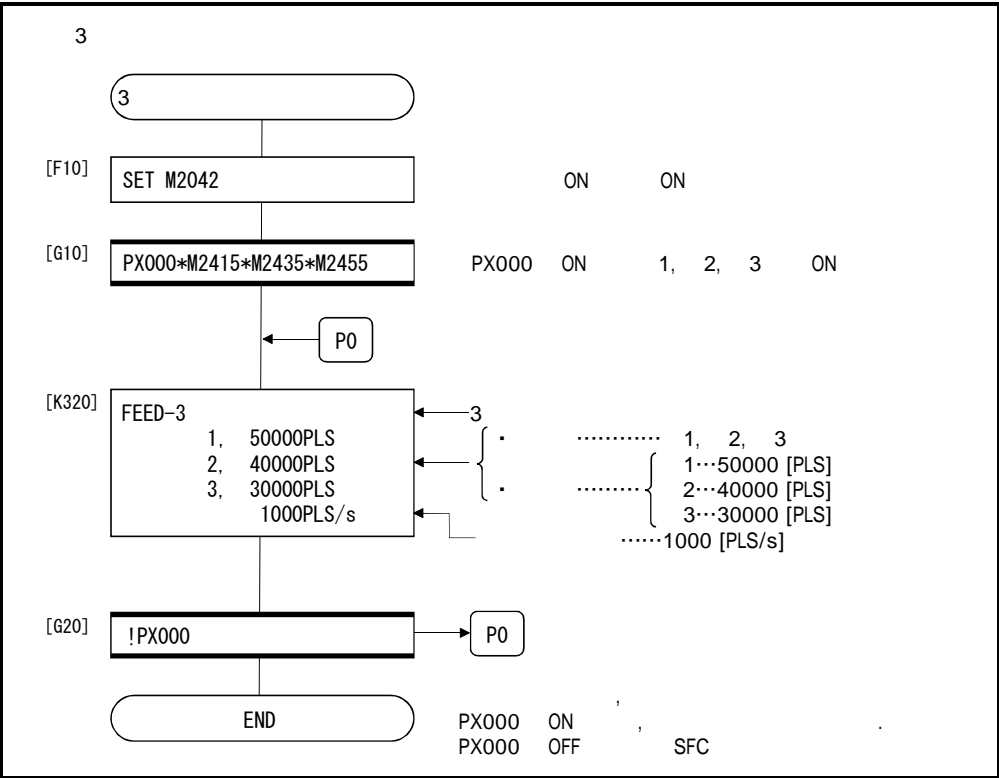 3
3
[F10] SET M2042 ON ON
[G10] PX000*M2415*M2435*M2455 PX000 ON 1, 2, 3 ON
P0
[K320] FEED-3 3
1, 50000PLS ・ ………… 1, 2, 3
2, 40000PLS 1…50000 [PLS]
3, 30000PLS ・ ……… 2…40000 [PLS]
1000PLS/s 3…30000 [PLS]
……1000 [PLS/s]
[G20] !PX000 P0
,
END PX000 ON , .
PX000 OFF SFC